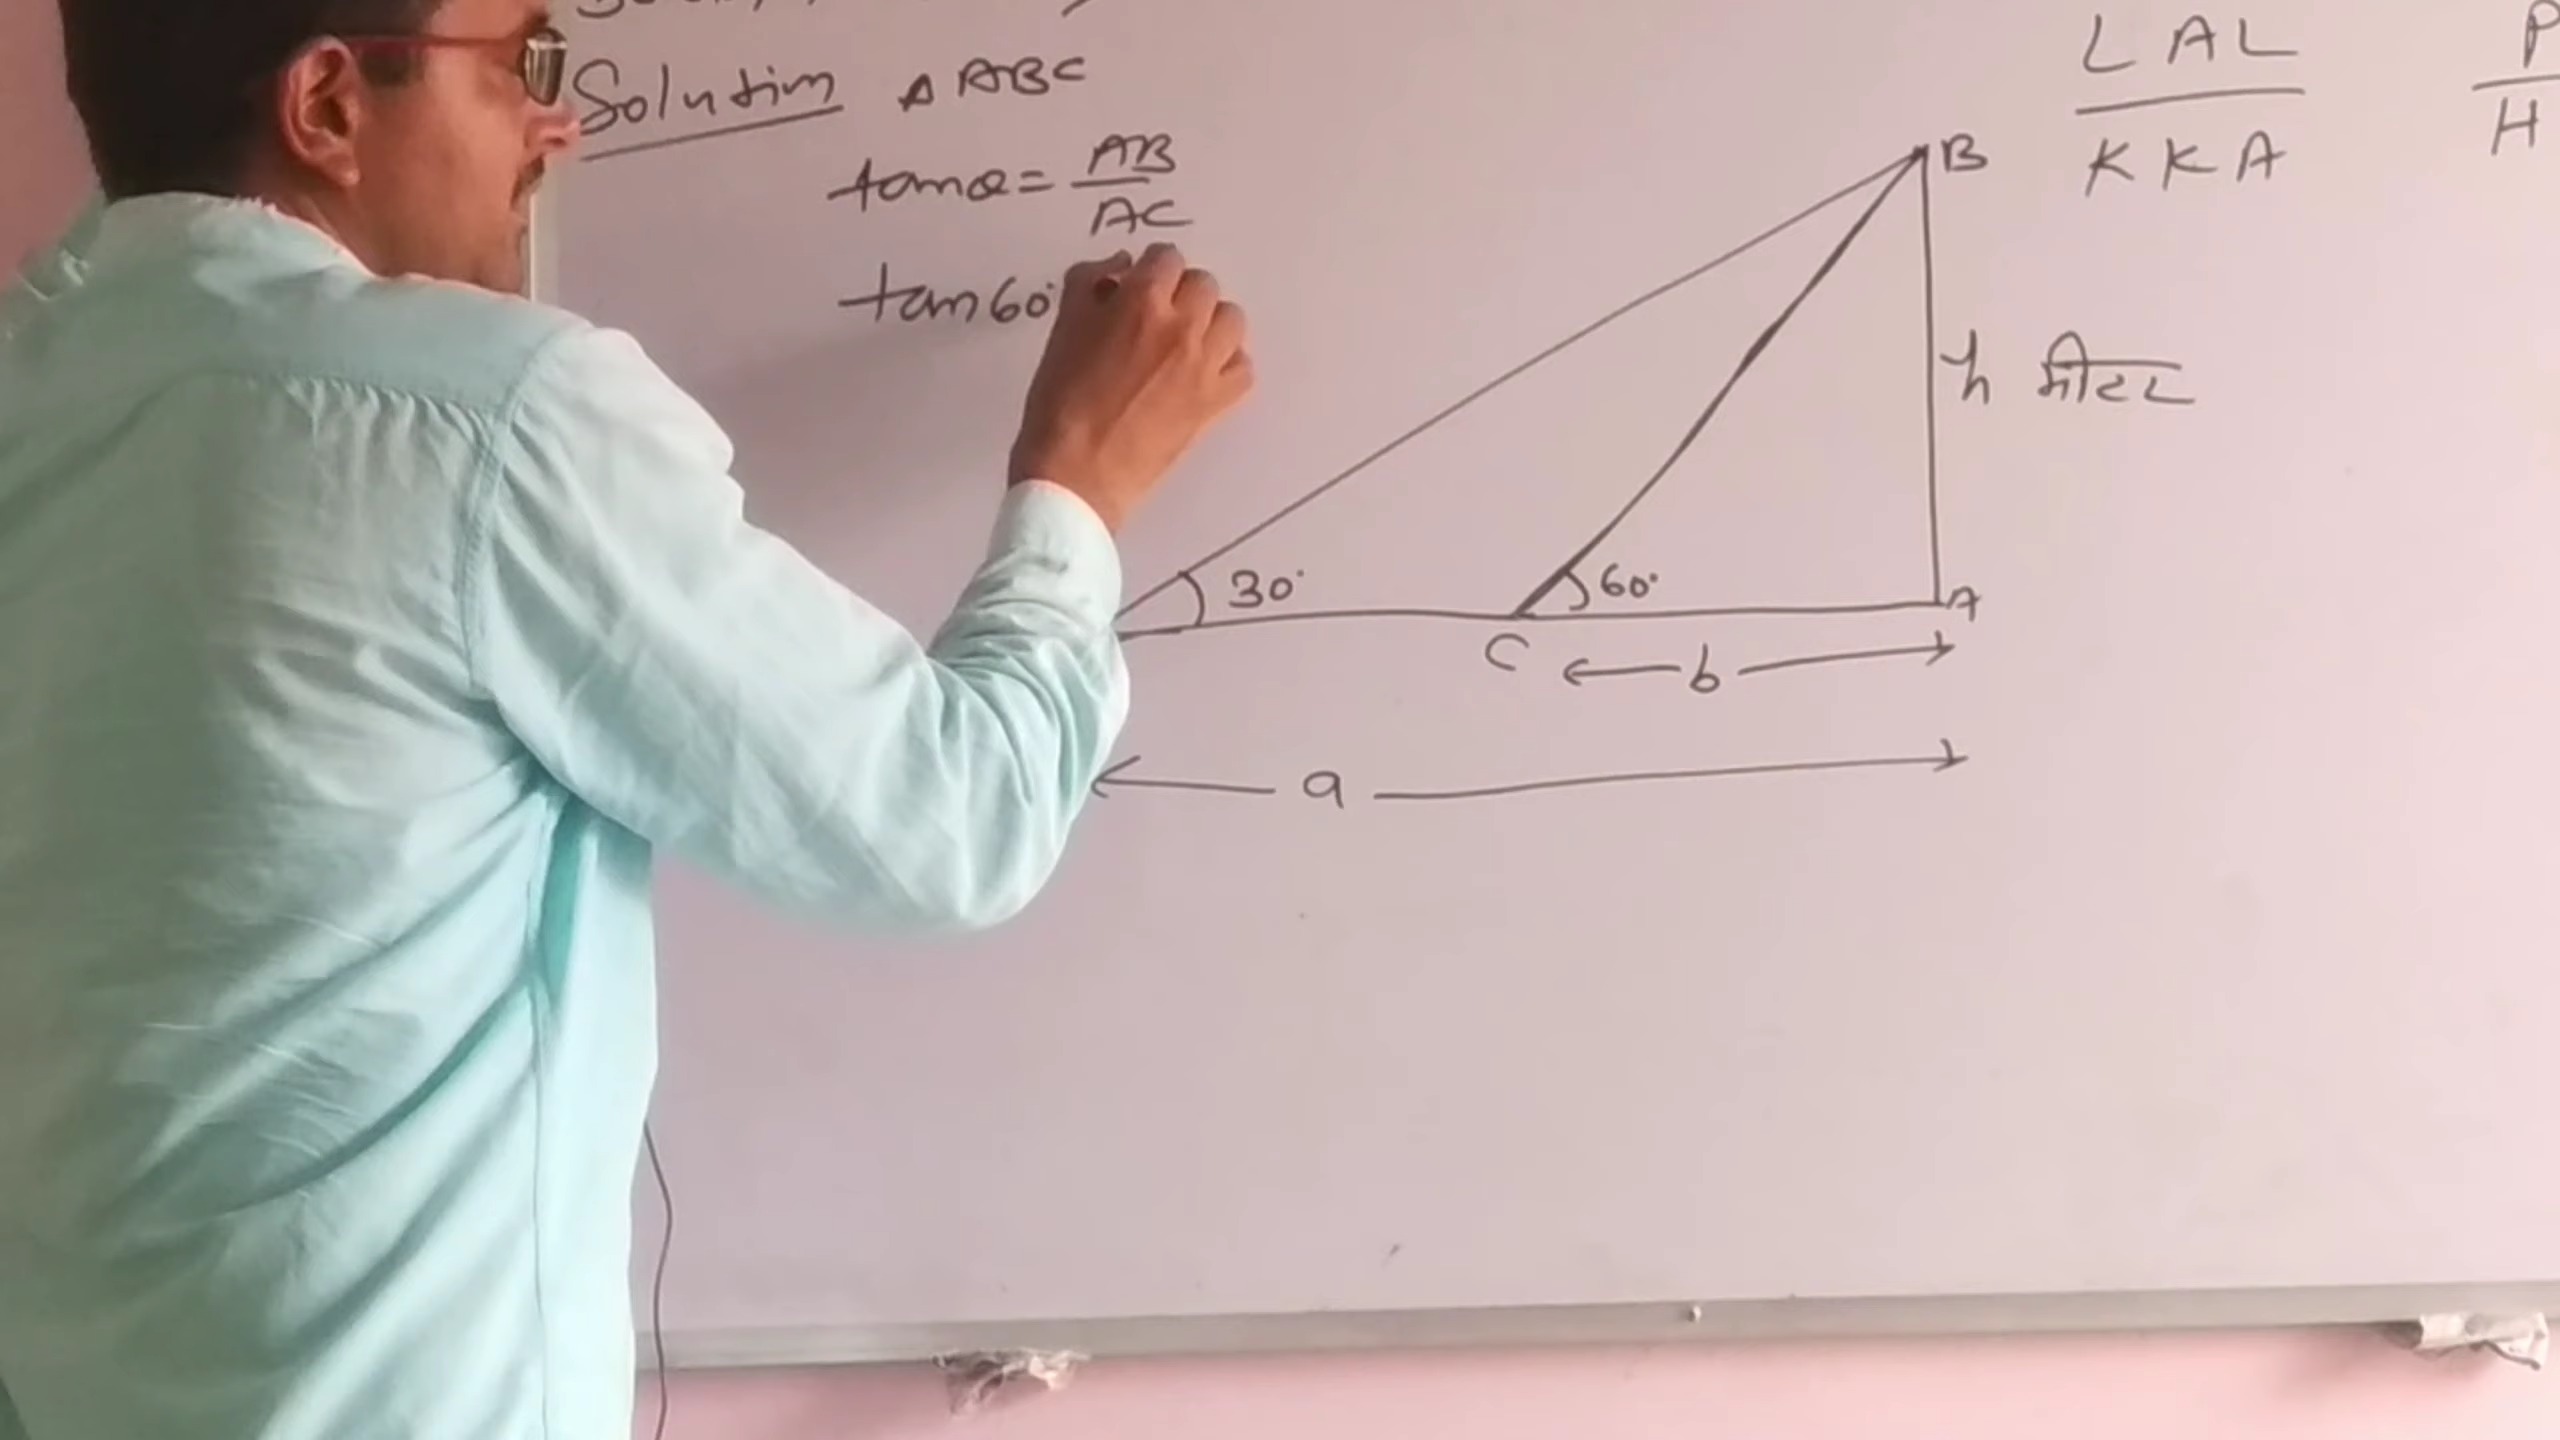 Solution Δ ABC
tanθ = AB
AC
tan60°
LAL
KKA
P
H
B
h मीटर
30°
60°
A
C
b
a